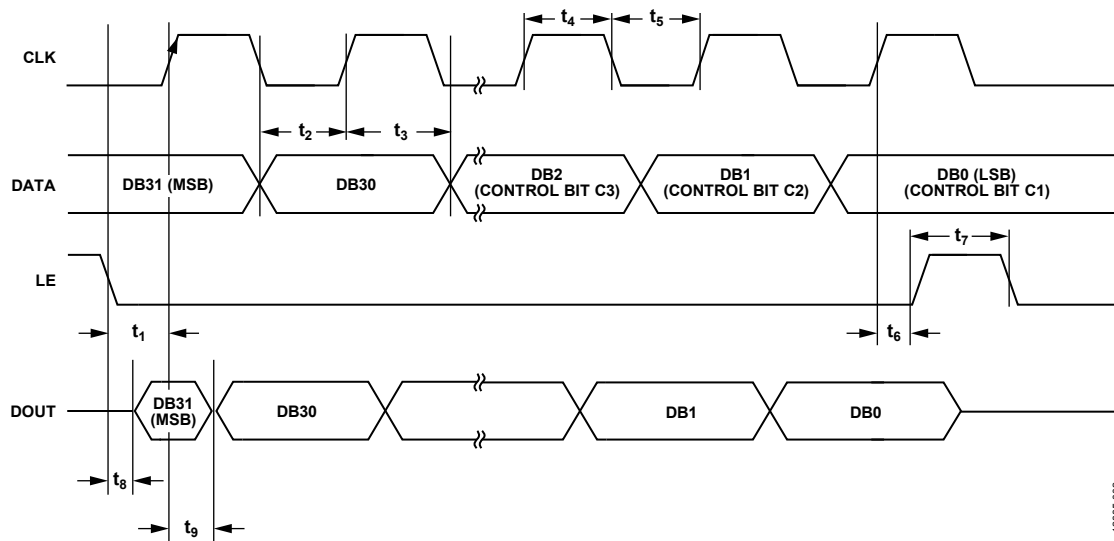 t4
t5
CLK
t2
t3
DATA
DB31 (MSB)
DB30
DB2
(CONTROL BIT C3)
DB1
(CONTROL BIT C2)
DB0 (LSB)
(CONTROL BIT C1)
t7
LE
t1
t6
DOUT
DB31
(MSB)
DB30
DB1
DB0
t8
t9